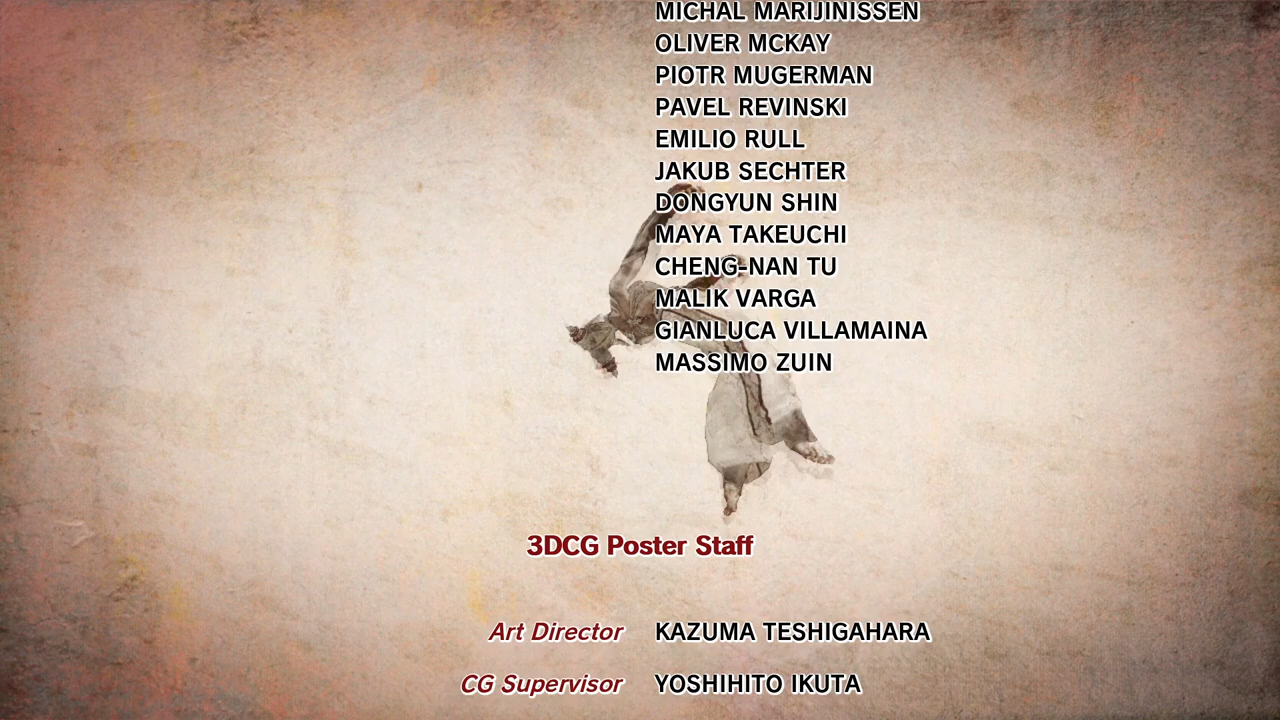 MICHAL MARIJINISSEN
OLIVER MCKAY
PIOTR MUGERMAN
PAVEL REVINSKI
EMILIO RULL
JAKUB SECHTER
DONGYUN SHIN
MAYA TAKEUCHI
CHENG-NAN TU
MALIK VARGA
GIANLUCA VILLAMAINA
MASSIMO ZUIN
3DCG Poster Staff
Art Director KAZUMA TESHIGAHARA
CG Supervisor YOSHIHITO IKUTA